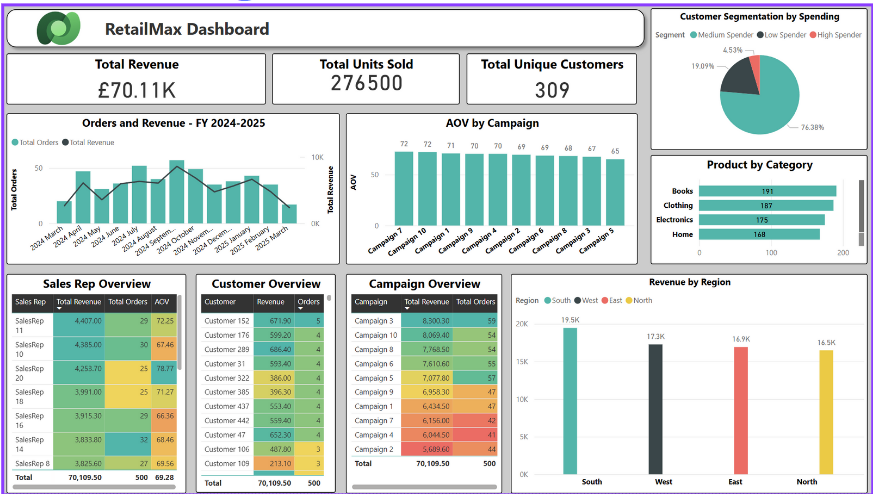 RetailMax Dashboard
Total Revenue
£70.11K
Total Units Sold
276500
Total Unique Customers
309
Customer Segmentation by Spending
Segment Medium Spender Low Spender High Spender
4.53%
19.09%
76.38%
Orders and Revenue - FY 2024-2025
Total Orders Total Revenue
Total Orders
50
0
10K
0K
Total Revenue
2024 March
2024 April
2024 May
2024 June
2024 July
2024 August
2024 Septem...
2024 October
2024 Novem...
2024 Decem...
2025 January
2025 February
2025 March
AOV by Campaign
AOV
50
0
72 72 71 70 70 69 69 68 67 65
Campaign 7
Campaign 10
Campaign 1
Campaign 9
Campaign 4
Campaign 2
Campaign 6
Campaign 8
Campaign 3
Campaign 5
Product by Category
Books 191
Clothing 187
Electronics 175
Home 168
0 100 200
Sales Rep Overview
Sales Rep Total Revenue Total Orders AOV
SalesRep 11 4,407.00 29 72.25
SalesRep 10 4,385.00 30 67.46
SalesRep 20 4,253.70 25 78.77
SalesRep 18 3,991.00 25 71.27
SalesRep 16 3,915.30 29 66.36
SalesRep 14 3,833.80 32 68.46
SalesRep 8 3,825.60 27 69.56
Total 70,109.50 500 69.28
Customer Overview
Customer Revenue Orders
Customer 152 671.90 5
Customer 176 599.20 4
Customer 289 686.40 4
Customer 31 593.40 4
Customer 322 386.00 4
Customer 385 396.30 4
Customer 437 553.40 4
Customer 442 559.40 4
Customer 47 652.30 4
Customer 106 487.80 3
Customer 109 213.10 3
Total 70,109.50 500
Campaign Overview
Campaign Total Revenue Total Orders
Campaign 3 8,300.30 55
Campaign 10 8,069.40 54
Campaign 8 7,768.50 54
Campaign 6 7,610.60 55
Campaign 5 7,077.80 57
Campaign 9 6,958.30 47
Campaign 1 6,434.50 47
Campaign 7 6,156.00 42
Campaign 4 6,044.50 41
Campaign 2 5,689.60 44
Total 70,109.50 500
Revenue by Region
Region South West East North
20K
15K
10K
5K
0K
19.5K
17.3K
16.9K
16.5K
South West East North